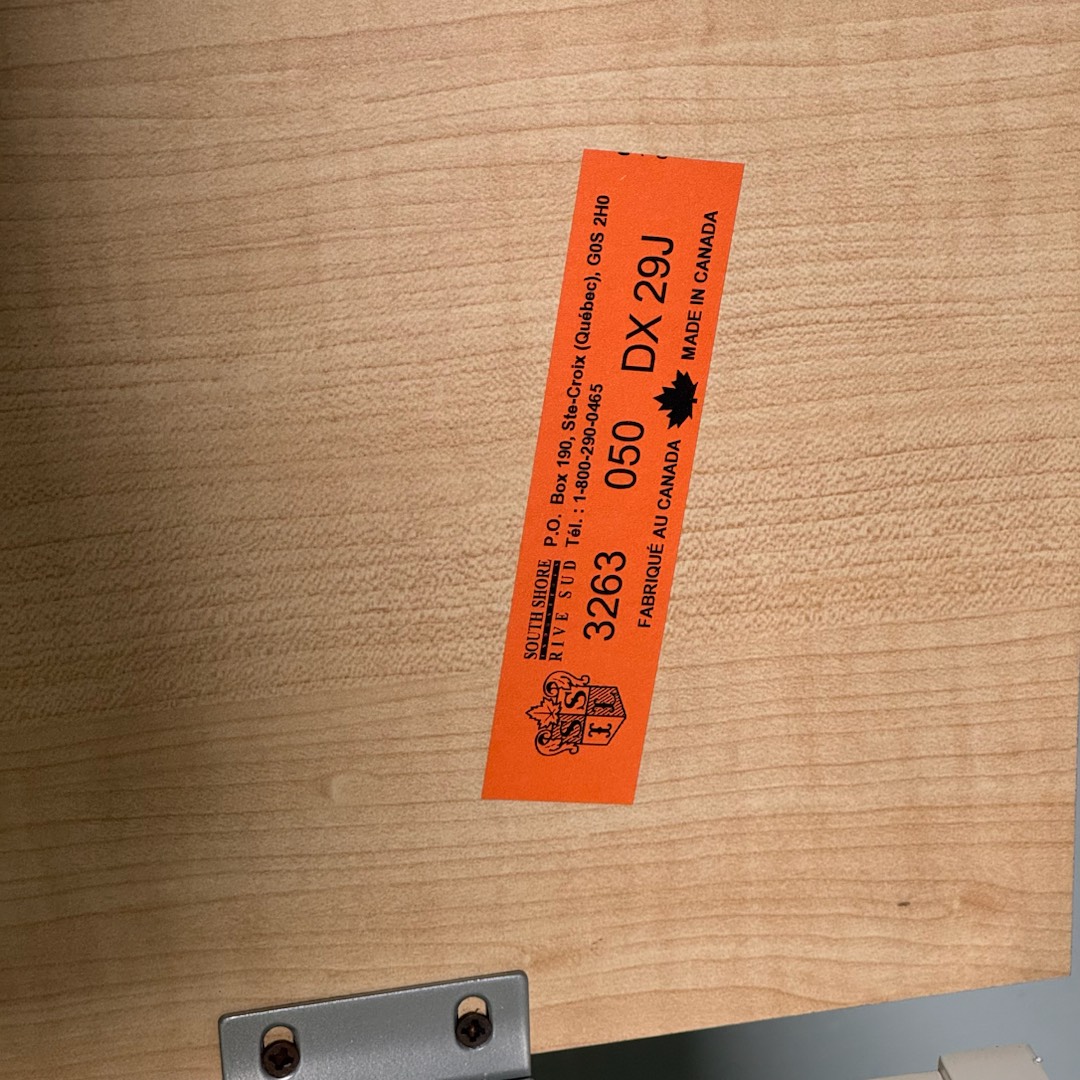 SOUTH SHORE
RIVE SUD
P.O. Box 190, Ste-Croix (Québec), G0S 2H0
Tél. : 1-800-290-0465
3263 050 DX 29J
FABRIQUÉ AU CANADA MADE IN CANADA